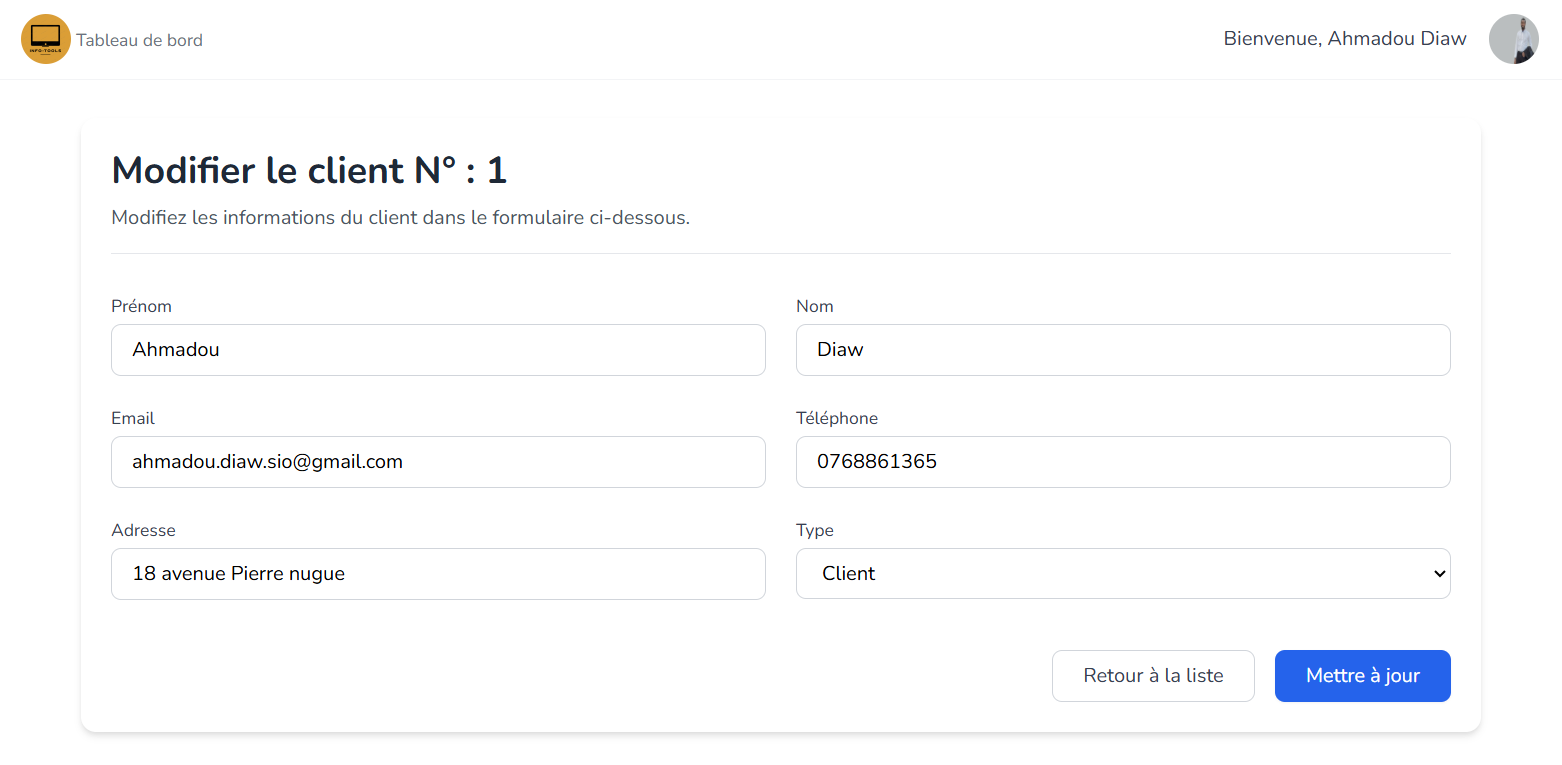 INFO-TOOLS
Tableau de bord
Bienvenue, Ahmadou Diaw
Modifier le client N° : 1
Modifiez les informations du client dans le formulaire ci-dessous.
Prénom
Nom
Ahmadou
Diaw
Email
Téléphone
ahmadou.diaw.sio@gmail.com
0768861365
Adresse
Type
18 avenue Pierre nugue
Client
Retour à la liste
Mettre à jour